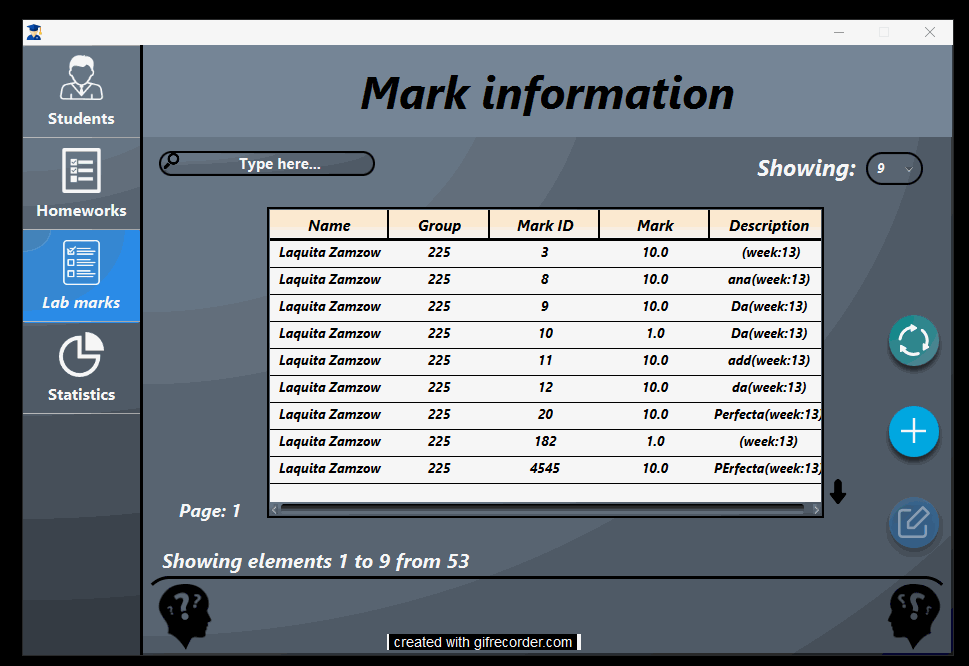 Students
Homeworks
Lab marks
Statistics
Mark information
Type here...
Showing: 9
Name Group Mark ID Mark Description
Laquita Zamzow 225 3 10.0 (week:13)
Laquita Zamzow 225 8 10.0 ana(week:13)
Laquita Zamzow 225 9 10.0 Da(week:13)
Laquita Zamzow 225 10 1.0 Da(week:13)
Laquita Zamzow 225 11 10.0 add(week:13)
Laquita Zamzow 225 12 10.0 da(week:13)
Laquita Zamzow 225 20 10.0 Perfecta(week:13)
Laquita Zamzow 225 182 1.0 (week:13)
Laquita Zamzow 225 4545 10.0 PErfecta(week:13)
Page: 1
Showing elements 1 to 9 from 53
created with gifrecorder.com